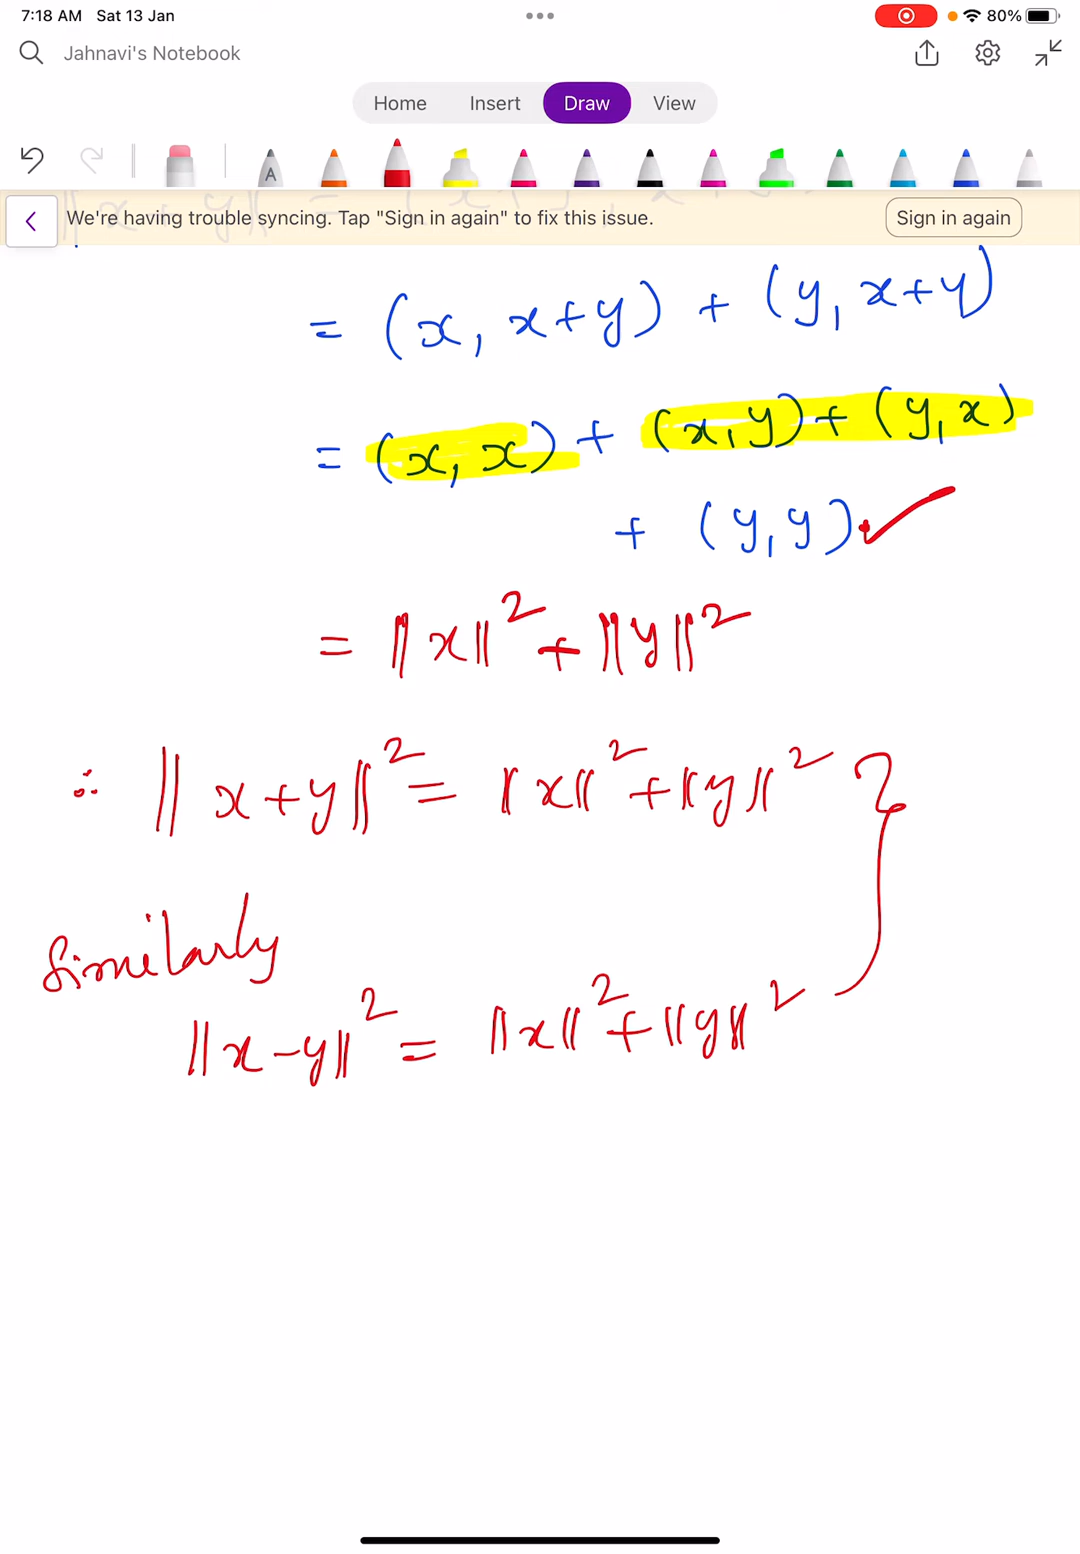 7:18 AM Sat 13 Jan
80%
Jahnavi's Notebook
Home Insert Draw View
A
We're having trouble syncing. Tap "Sign in again" to fix this issue. Sign in again
= (x, x+y) + (y, x+y)
= (x, x) + (x, y) + (y, x)
+ (y, y)
= ||x||² + ||y||²
∴ ||x+y||² = ||x||² + ||y||² }
Similarly
||x-y||² = ||x||² + ||y||²